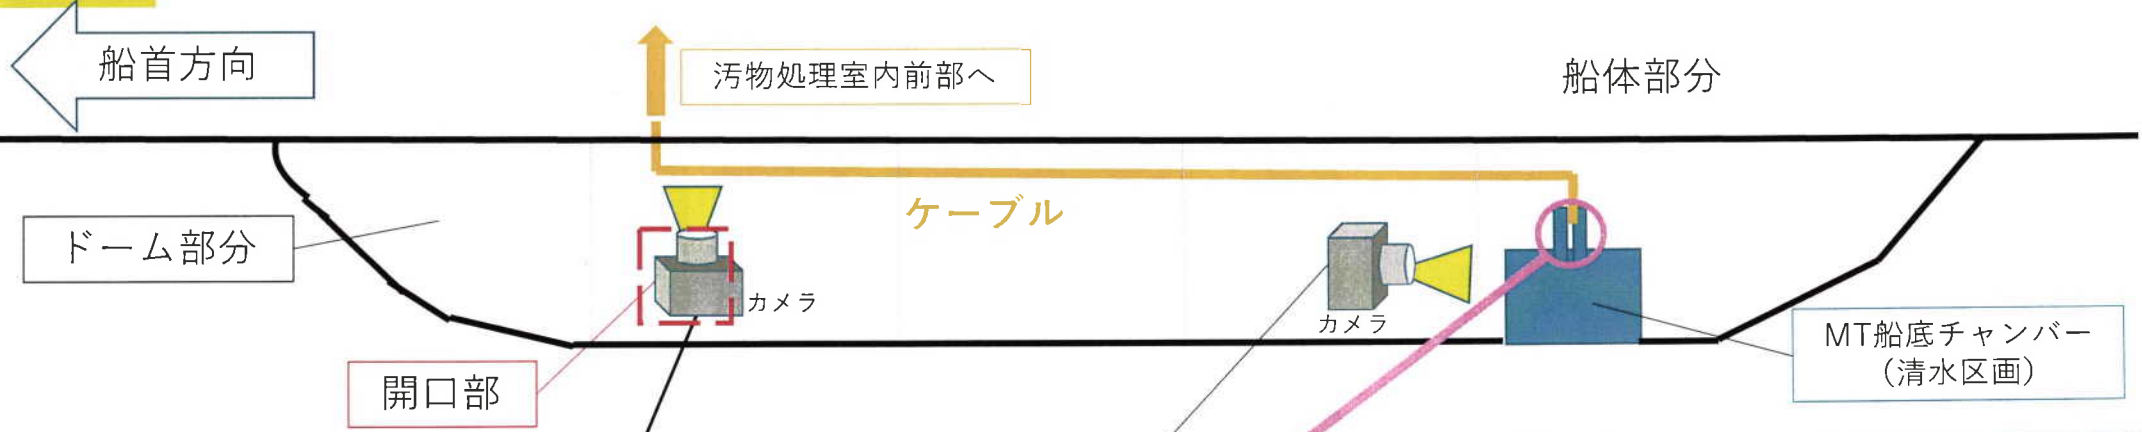 船首方向
汚物処理室内前部へ
船体部分
ケーブル
ドーム部分
カメラ
カメラ
MT船底チャンバー
（清水区画）
開口部